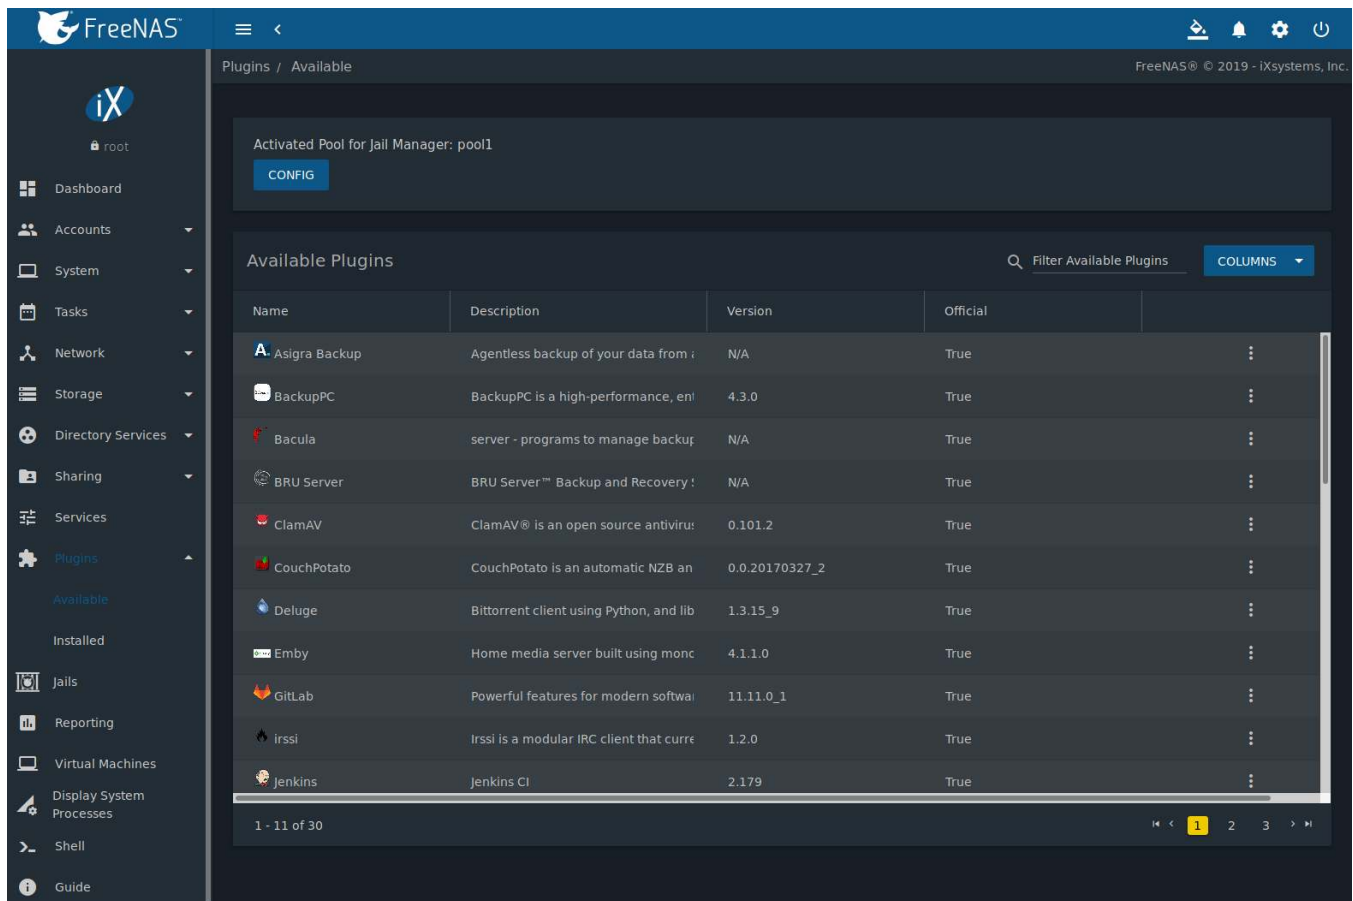 FreeNAS™
Plugins / Available
FreeNAS® © 2019 - iXsystems, Inc.
iX
root
Dashboard
Accounts
System
Tasks
Network
Storage
Directory Services
Sharing
Services
Plugins
Available
Installed
Jails
Reporting
Virtual Machines
Display System
Processes
Shell
Guide
Activated Pool for Jail Manager: pool1
CONFIG
Available Plugins
Filter Available Plugins
COLUMNS
Name Description Version Official
Asigra Backup Agentless backup of your data from N/A True
BackupPC BackupPC is a high-performance, ent 4.3.0 True
Bacula server - programs to manage backup N/A True
BRU Server BRU Server™ Backup and Recovery N/A True
ClamAV ClamAV® is an open source antivirus 0.101.2 True
CouchPotato CouchPotato is an automatic NZB an 0.0.20170327_2 True
Deluge Bittorrent client using Python, and lib 1.3.15_9 True
Emby Home media server built using mono 4.1.1.0 True
GitLab Powerful features for modern softwa 11.11.0_1 True
irssi Irssi is a modular IRC client that curre 1.2.0 True
Jenkins Jenkins CI 2.179 True
1 - 11 of 30
1 2 3